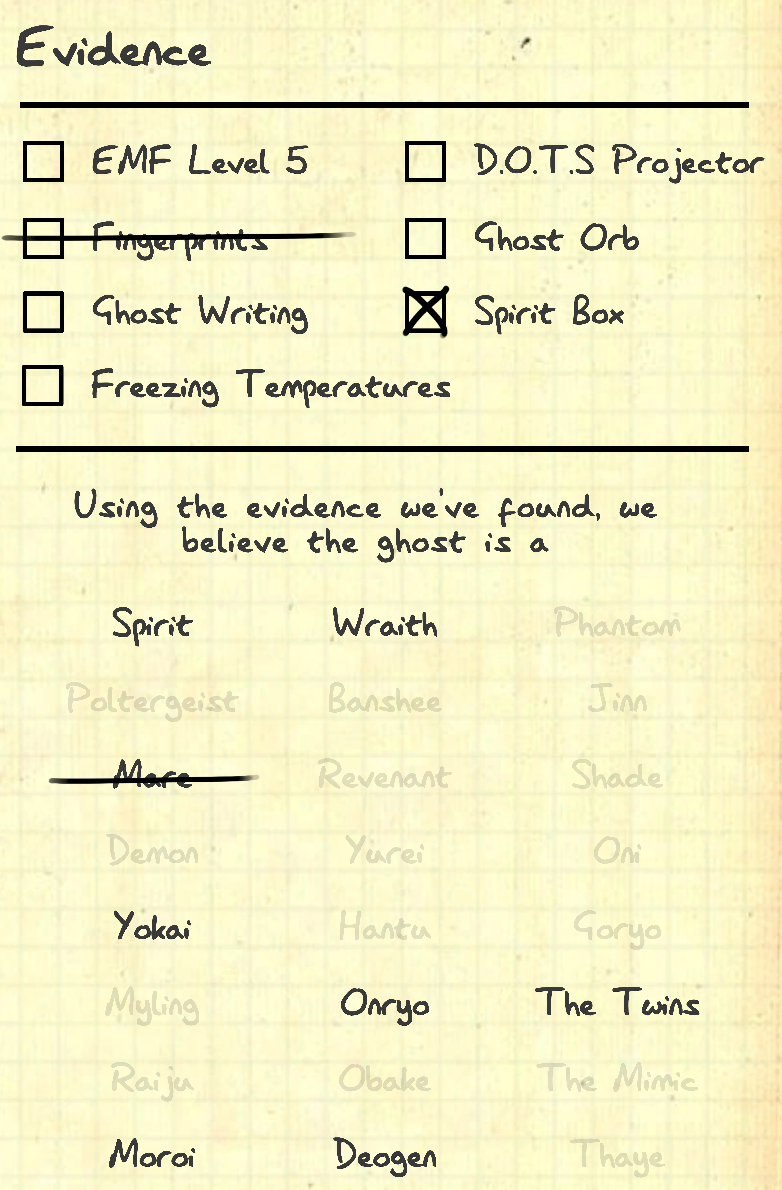 Evidence
EMF Level 5 D.O.T.S Projector
Fingerprints Ghost Orb
Ghost Writing Spirit Box
Freezing Temperatures
Using the evidence we've found, we
believe the ghost is a
Spirit Wraith Phantom
Poltergeist Banshee Jinn
Mare Revenant Shade
Demon Yurei Oni
Yokai Hantu Goryo
Myling Onryo The Twins
Raiju Obake The Mimic
Moroi Deogen Thaye